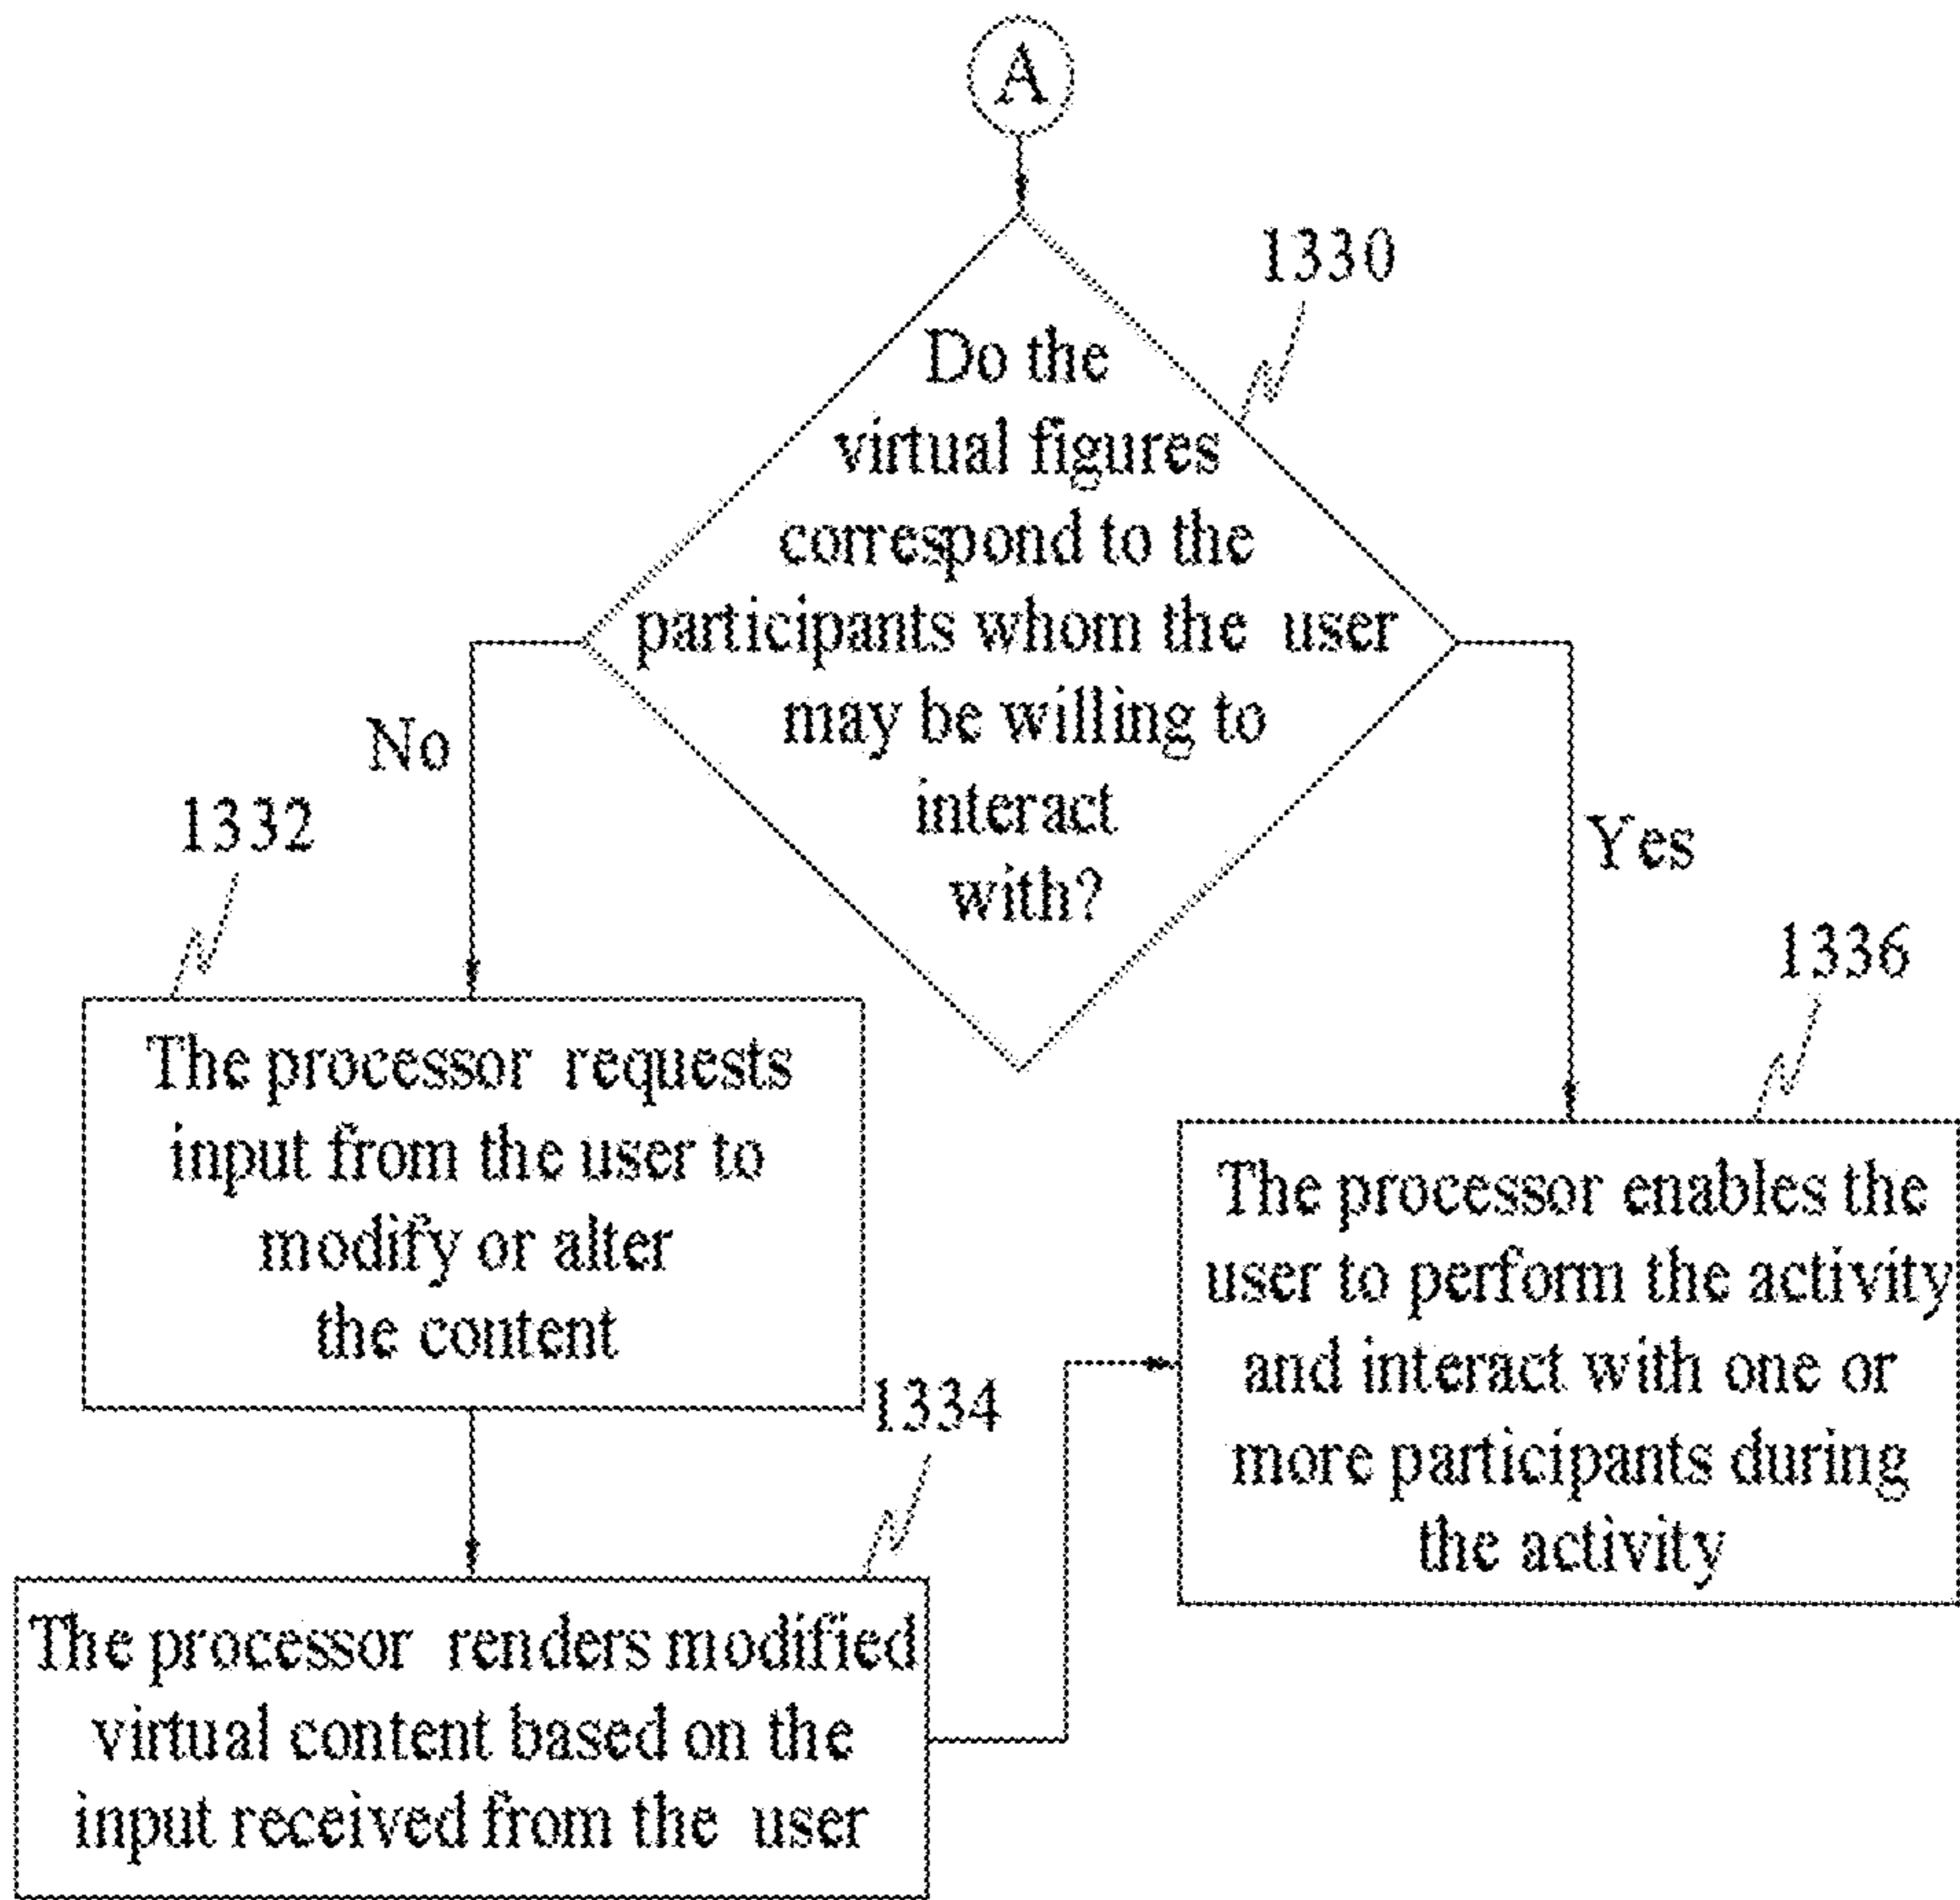 A
1330
Do the
virtual figures
correspond to the
participants whom the user
may be willing to
interact
with?
No
Yes
1332
The processor requests
input from the user to
modify or alter
the content
1334
The processor renders modified
virtual content based on the
input received from the user
1336
The processor enables the
user to perform the activity
and interact with one or
more participants during
the activity